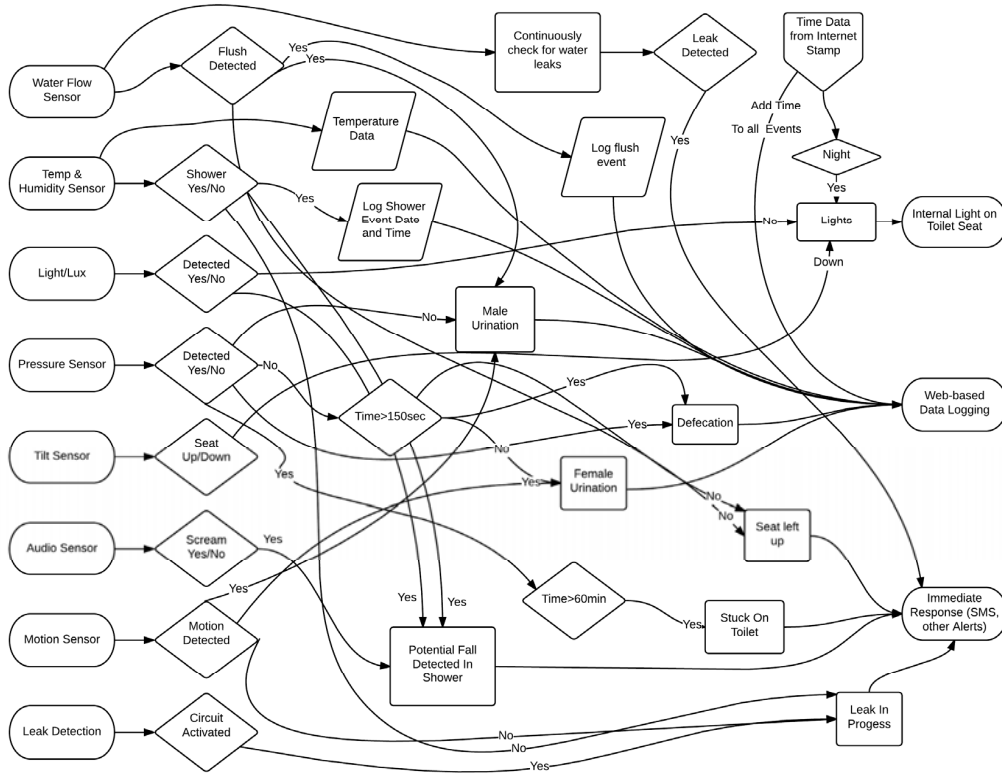 Water Flow
Sensor
Flush
Detected
Yes
Yes
Continuously
check for water
leaks
Leak
Detected
Time Data
from Internet
Stamp
Add Time
To all Events
Temperature
Data
Log flush
event
Yes
Night
Yes
Temp &
Humidity Sensor
Shower
Yes/No
Yes
Log Shower
Event Date
and Time
No
Lights
Internal Light on
Toilet Seat
Down
Light/Lux
Detected
Yes/No
Male
Urination
No
Pressure Sensor
Detected
Yes/No
No
Time>150sec
Yes
Yes
Defecation
Web-based
Data Logging
Tilt Sensor
Seat
Up/Down
Yes
No
Yes
Female
Urination
No
No
Seat left
up
Audio Sensor
Scream
Yes/No
Yes
Yes
Yes
Yes
Time>60min
Yes
Stuck On
Toilet
Immediate
Response (SMS,
other Alerts)
Motion Sensor
Motion
Detected
Potential Fall
Detected In
Shower
Leak Detection
Circuit
Activated
No
No
Yes
Leak In
Progess